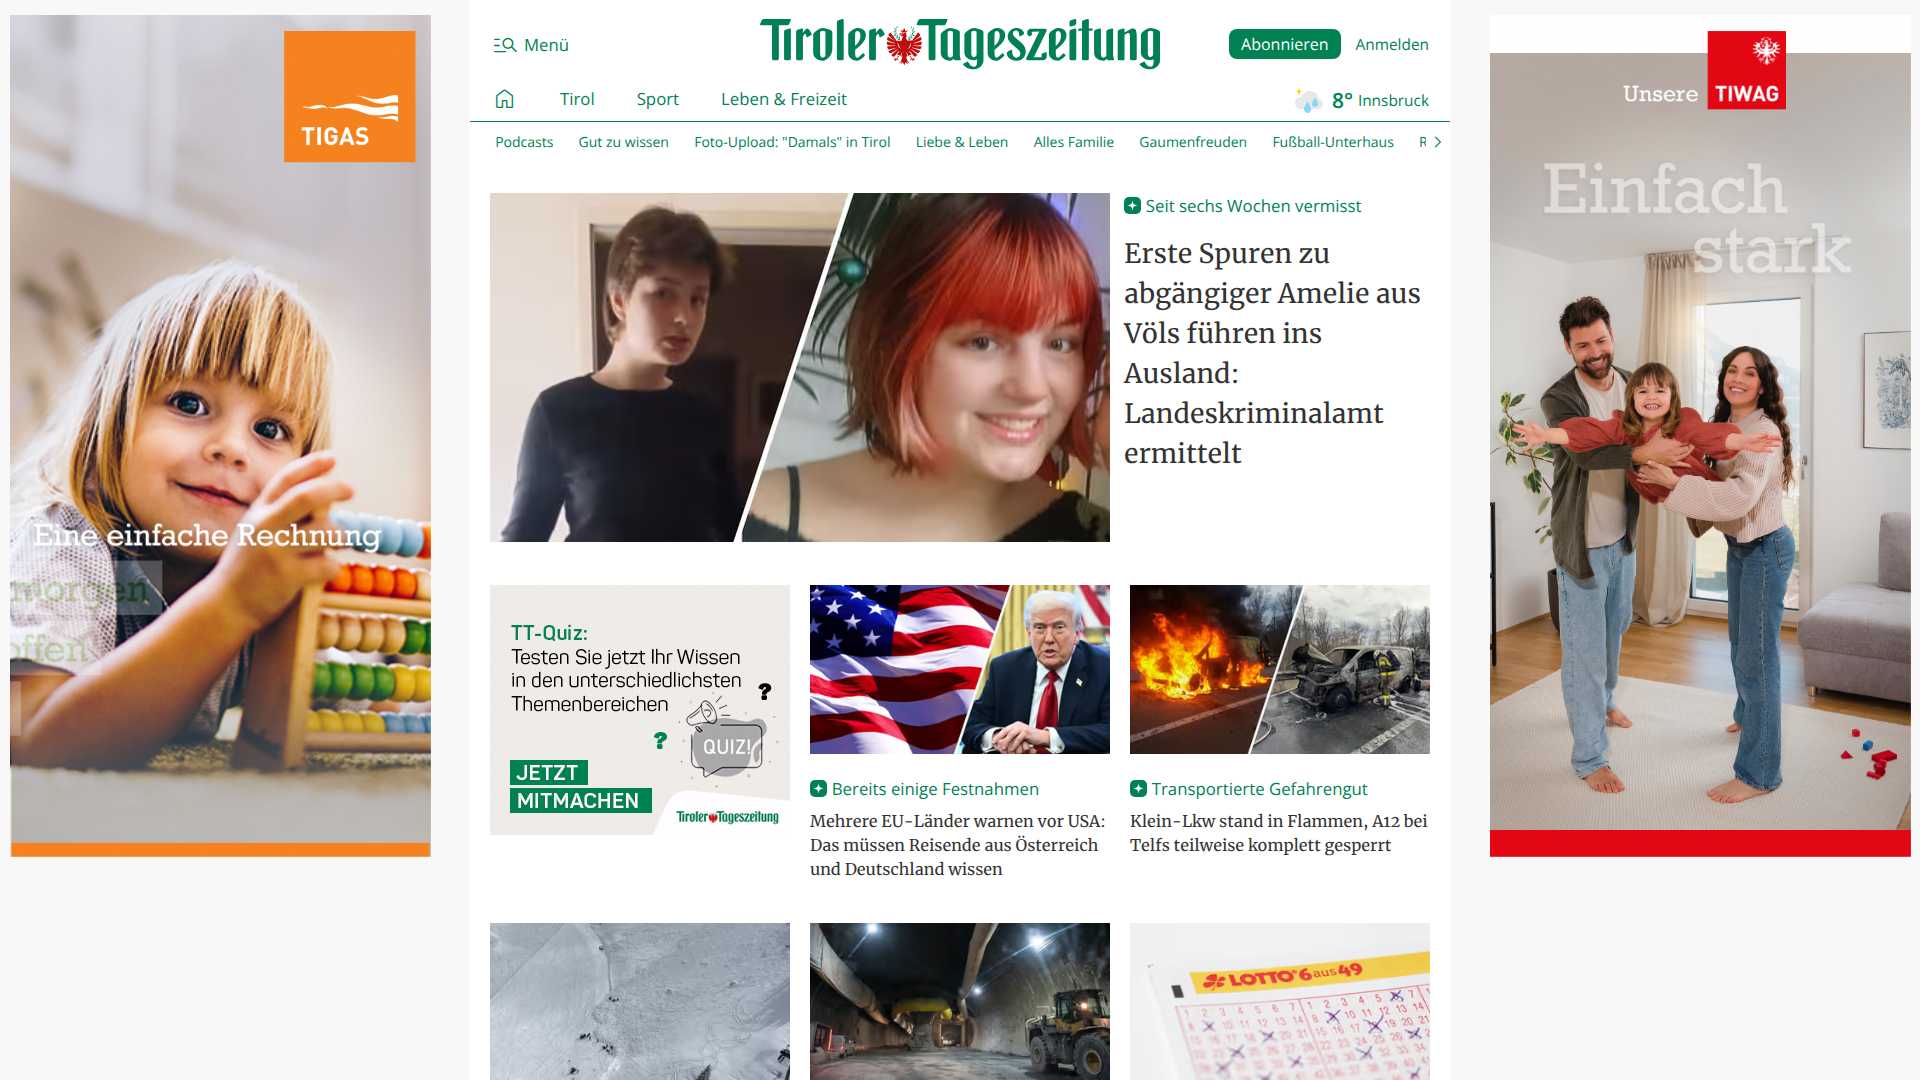 TIGAS
Eine einfache Rechnung
morgen
offen
Menü
Tiroler Tageszeitung
Abonnieren
Anmelden
Tirol
Sport
Leben & Freizeit
8° Innsbruck
Podcasts
Gut zu wissen
Foto-Upload: "Damals" in Tirol
Liebe & Leben
Alles Familie
Gaumenfreuden
Fußball-Unterhaus
Seit sechs Wochen vermisst
Erste Spuren zu
abgängiger Amelie aus
Völs führen ins
Ausland:
Landeskriminalamt
ermittelt
TT-Quiz:
Testen Sie jetzt Ihr Wissen
in den unterschiedlichsten
Themenbereichen
?
?
QUIZ!
JETZT
MITMACHEN
Tiroler Tageszeitung
Bereits einige Festnahmen
Mehrere EU-Länder warnen vor USA:
Das müssen Reisende aus Österreich
und Deutschland wissen
Transportierte Gefahrengut
Klein-Lkw stand in Flammen, A12 bei
Telfs teilweise komplett gesperrt
LOTTO 6 aus 49
Unsere TIWAG
Einfach
stark